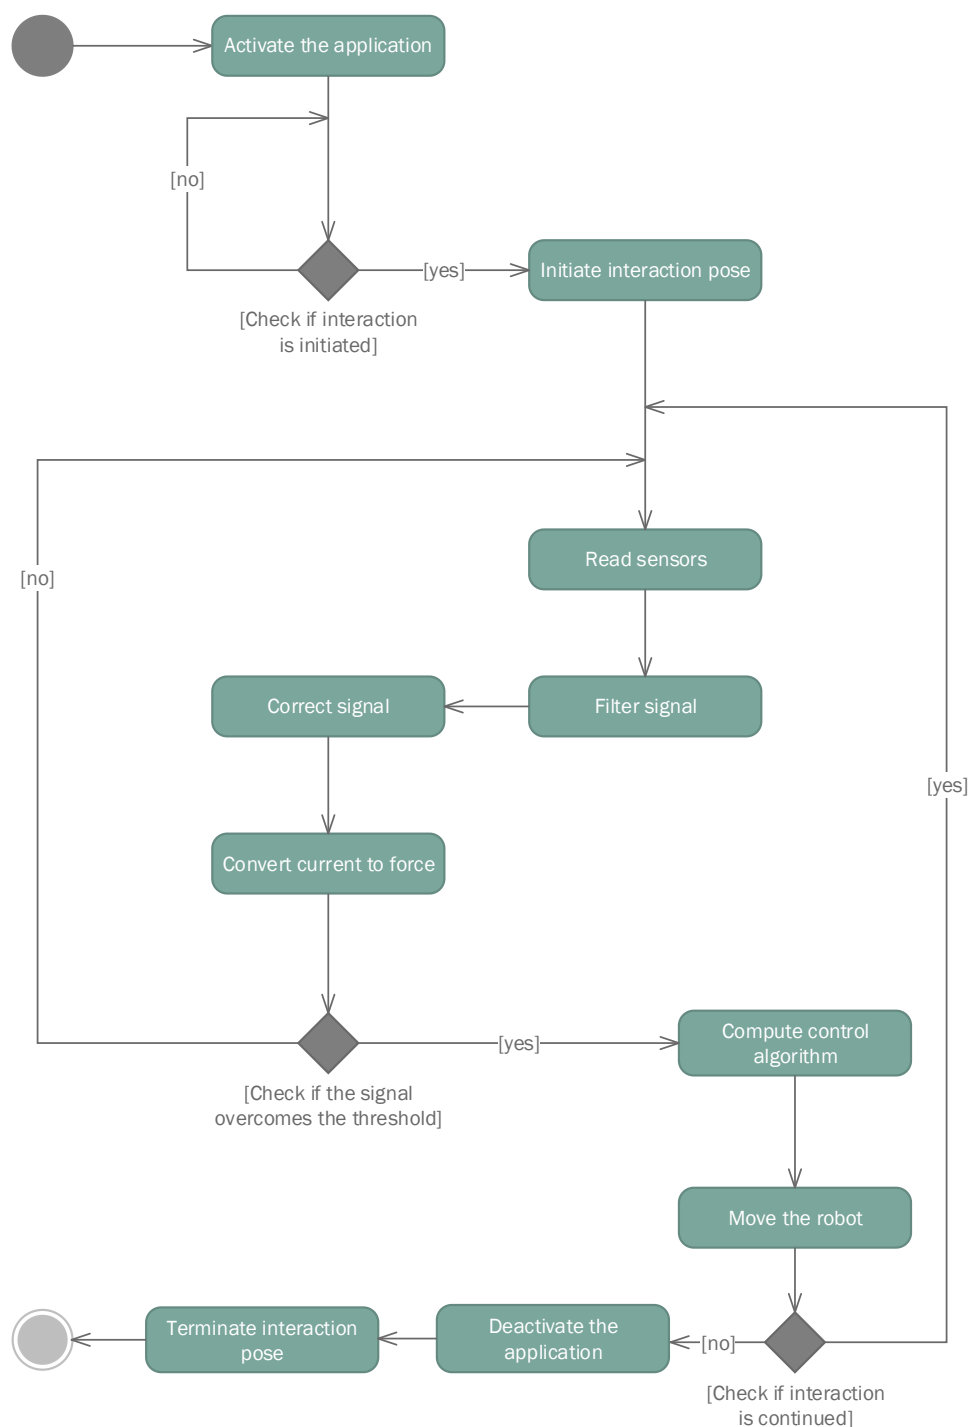 Activate the application
[no]
[yes]
Initiate interaction pose
[Check if interaction
is initiated]
Read sensors
[no]
Correct signal
Filter signal
[yes]
Convert current to force
Compute control
algorithm
[yes]
[Check if the signal
overcomes the threshold]
Move the robot
Terminate interaction
pose
Deactivate the
application
[no]
[Check if interaction
is continued]